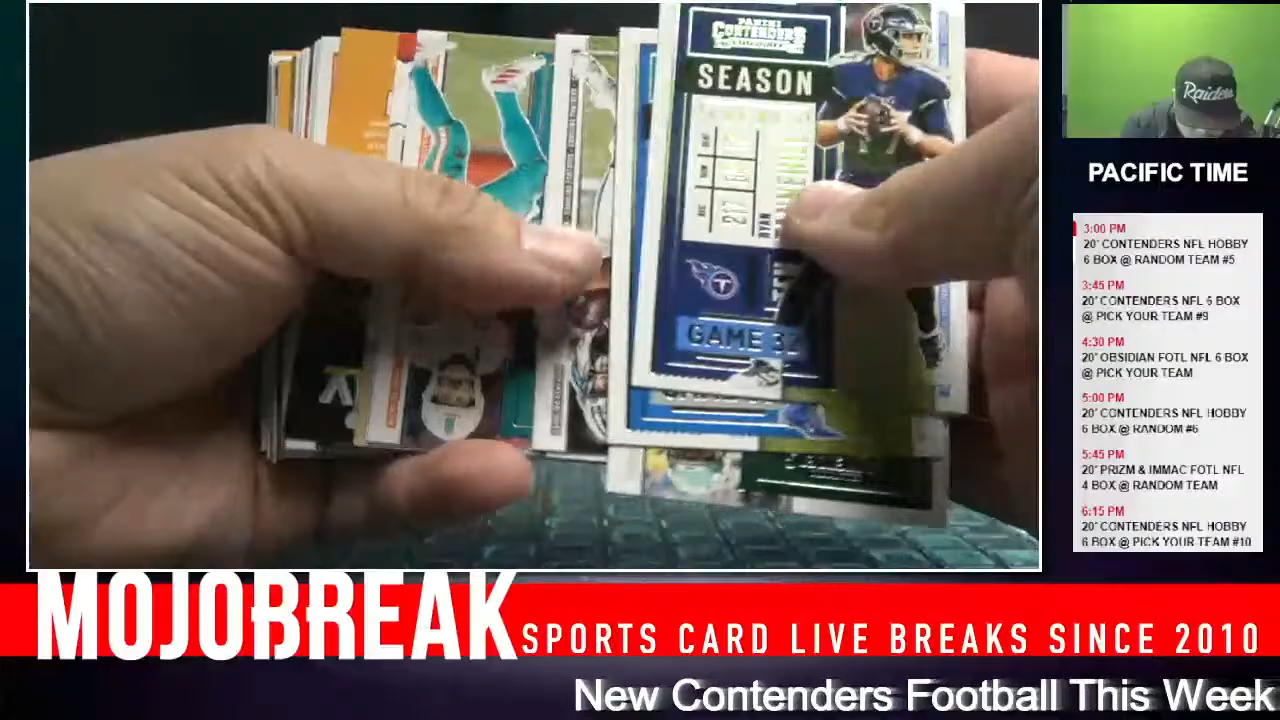 PANINI
CONTENDERS
SEASON
RYAN
GAME
Raiders
PACIFIC TIME
3:00 PM
20' CONTENDERS NFL HOBBY
6 BOX @ RANDOM TEAM #5
3:45 PM
20' CONTENDERS NFL 6 BOX
@ PICK YOUR TEAM #9
4:30 PM
20' OBSIDIAN FOTL NFL 6 BOX
@ PICK YOUR TEAM
5:00 PM
20' CONTENDERS NFL HOBBY
6 BOX @ RANDOM #6
5:45 PM
20' PRIZM & IMMAC FOTL NFL
4 BOX @ RANDOM TEAM
6:15 PM
20' CONTENDERS NFL HOBBY
6 BOX @ PICK YOUR TEAM #10
MOJOBREAK
SPORTS CARD LIVE BREAKS SINCE 2010
New Contenders Football This Week